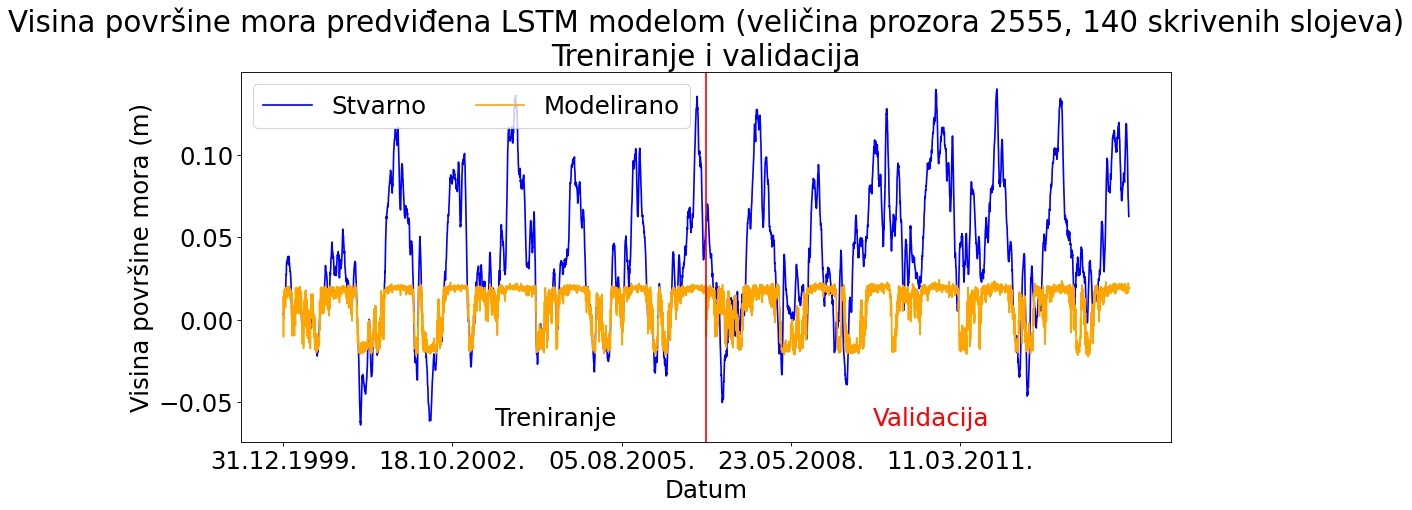 Visina površine mora predviđena LSTM modelom (veličina prozora 2555, 140 skrivenih slojeva)
Treniranje i validacija
Stvarno Modelirano
Visina površine mora (m)
0.10
0.05
0.00
−0.05
Treniranje Validacija
31.12.1999. 18.10.2002. 05.08.2005. 23.05.2008. 11.03.2011.
Datum